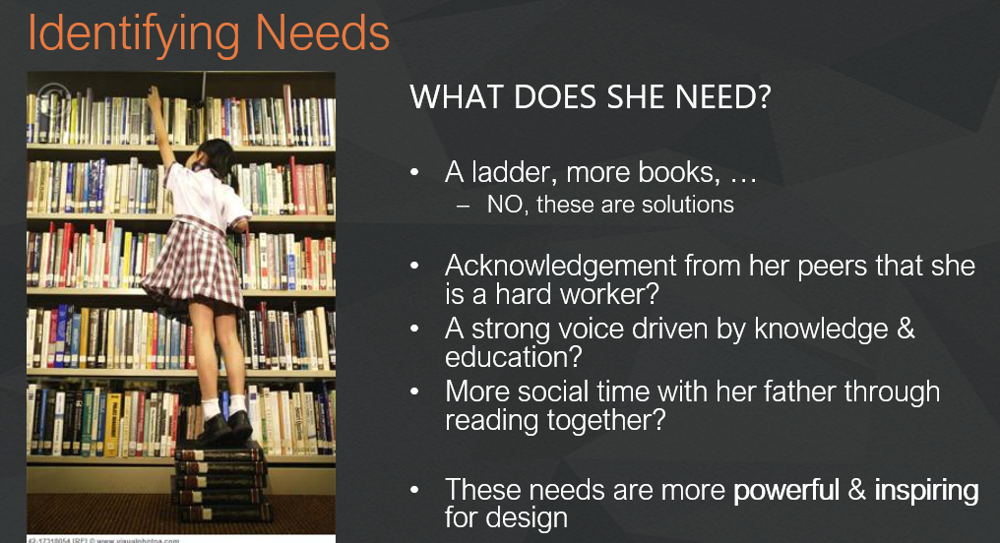 Identifying Needs
WHAT DOES SHE NEED?
• A ladder, more books, …
– NO, these are solutions
• Acknowledgement from her peers that she
is a hard worker?
• A strong voice driven by knowledge &
education?
• More social time with her father through
reading together?
• These needs are more powerful & inspiring
for design
42-17310054 [RF] © www.visualphotos.com